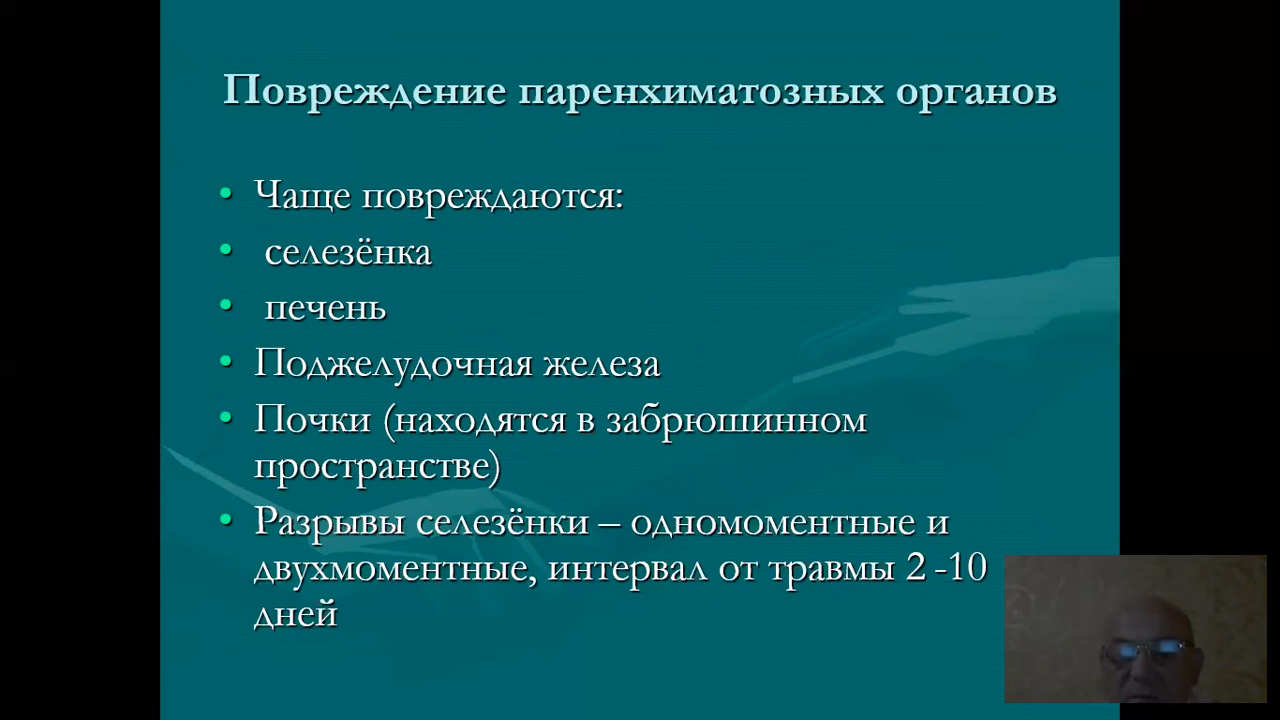 Повреждение паренхиматозных органов
• Чаще повреждаются:
• селезёнка
• печень
• Поджелудочная железа
• Почки (находятся в забрюшинном
пространстве)
• Разрывы селезёнки – одномоментные и
двухмоментные, интервал от травмы 2 -10
дней